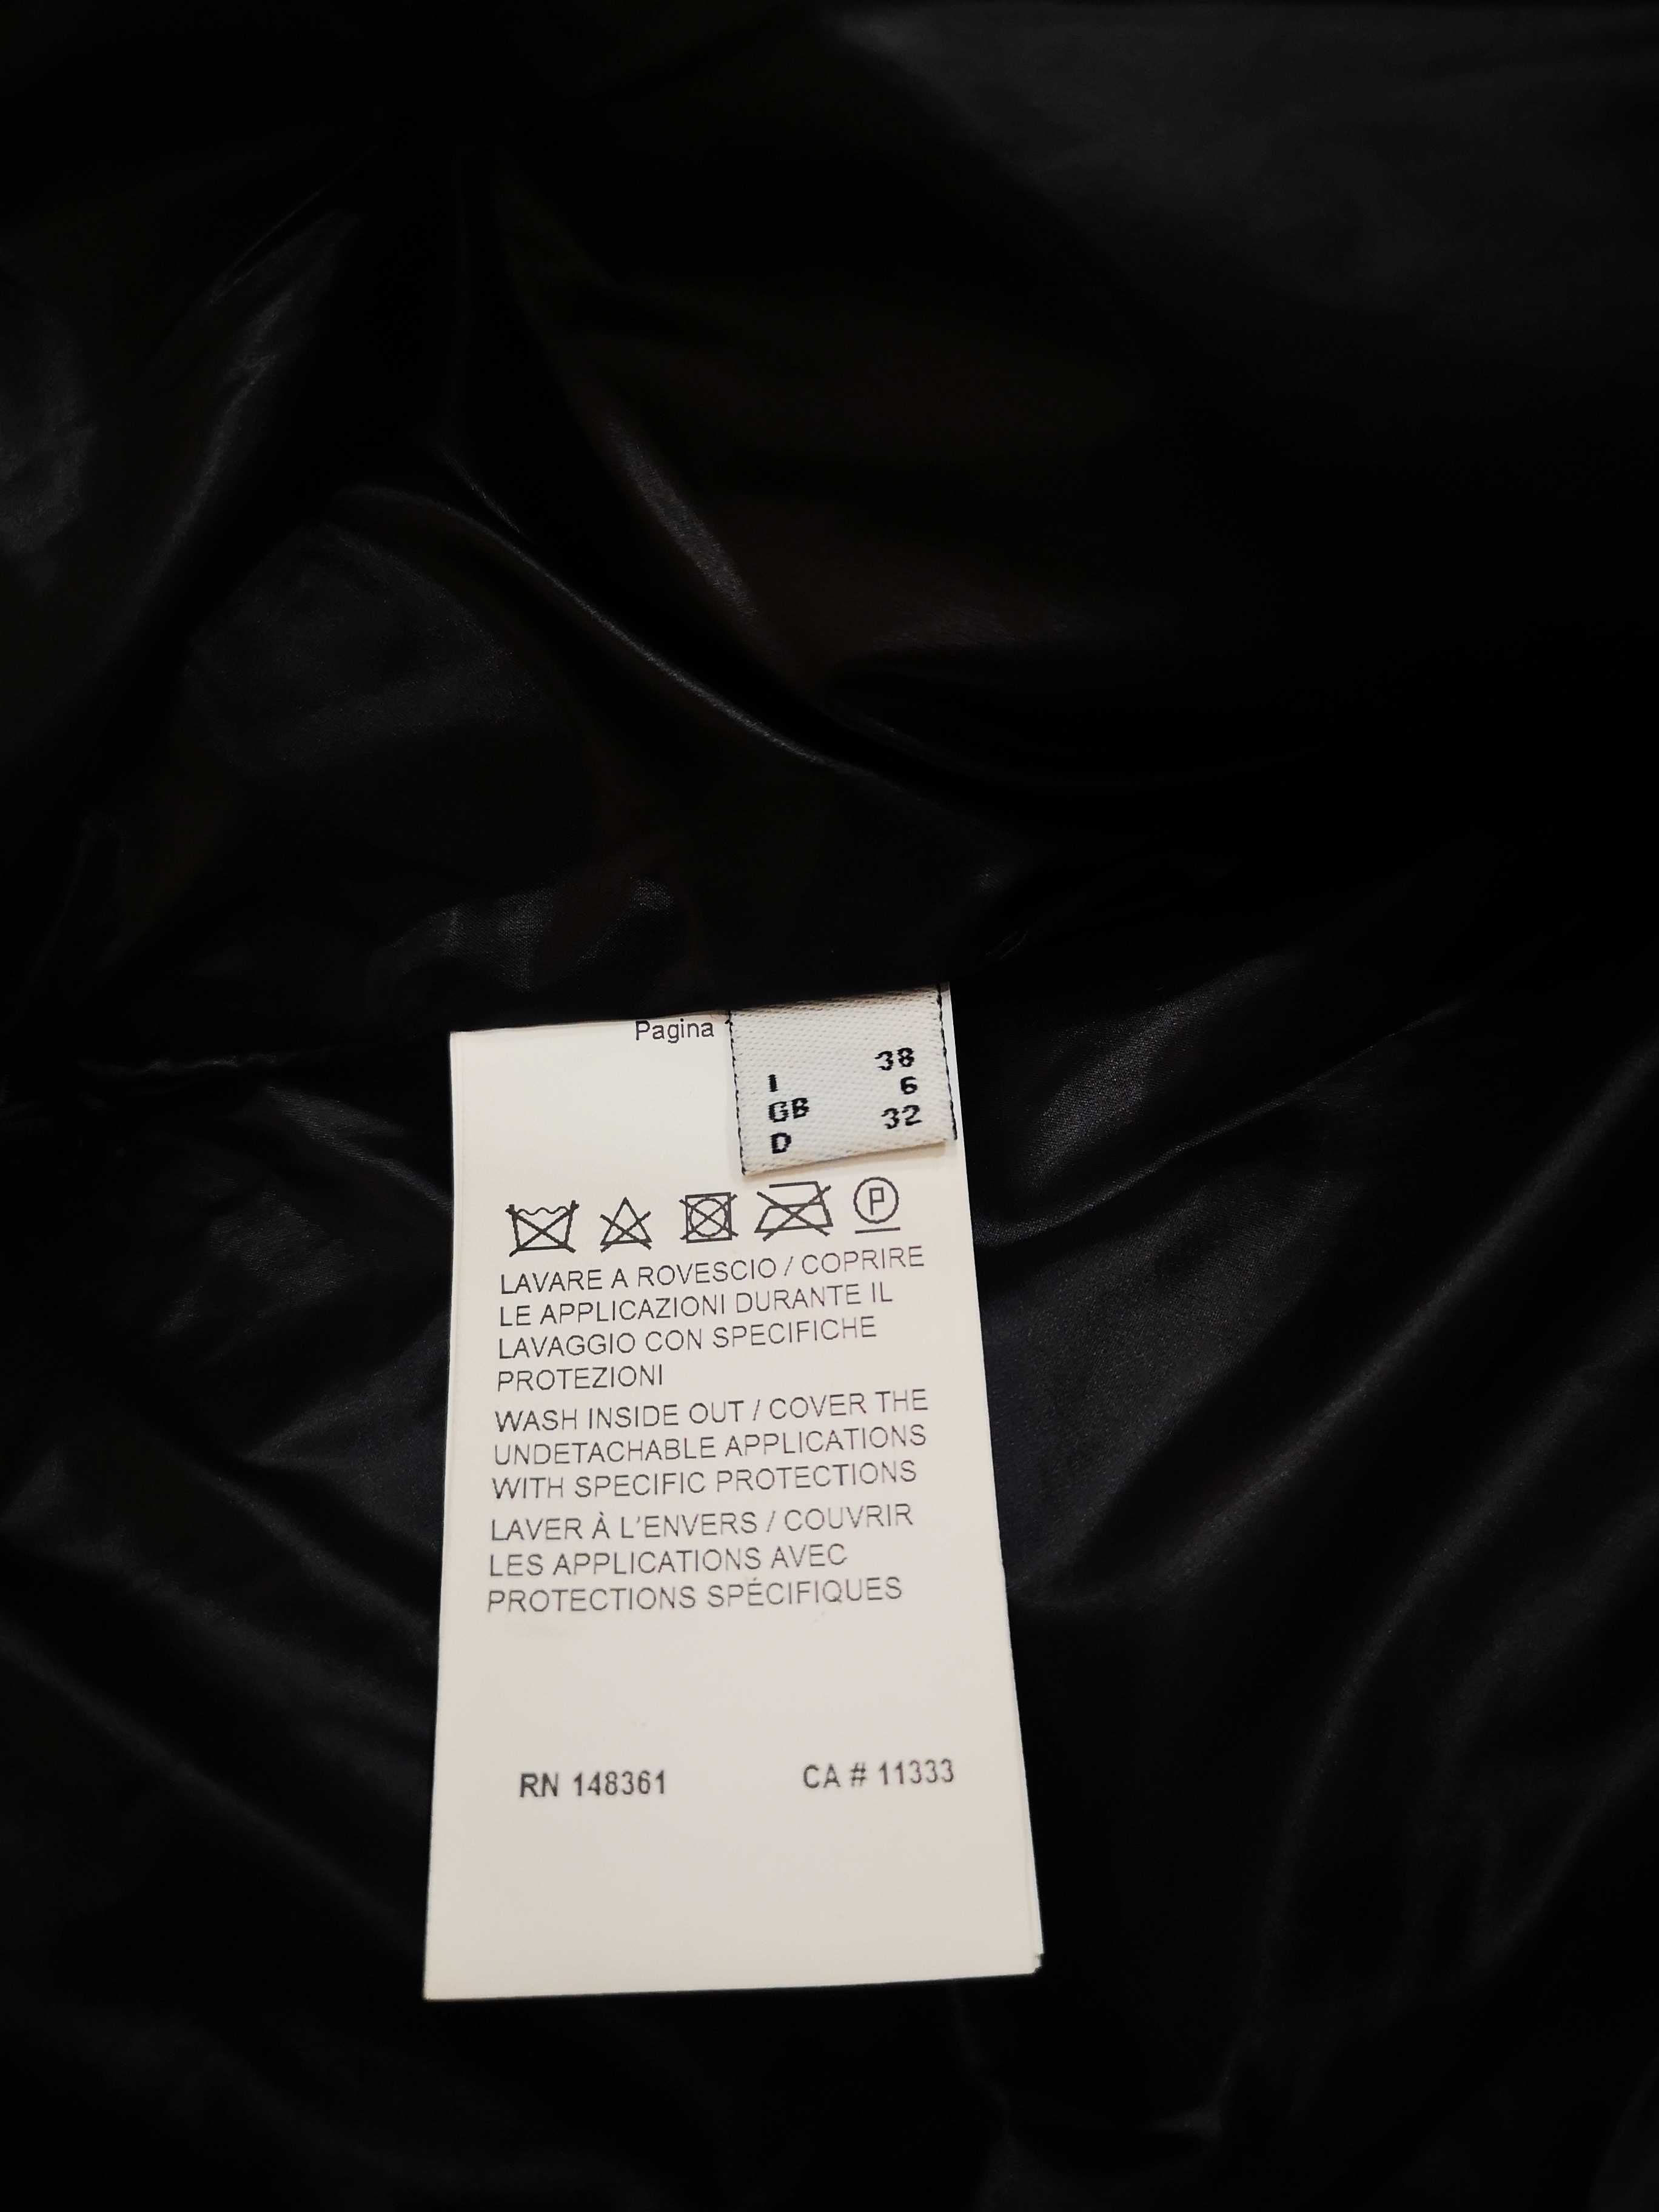 Pagina
I 38
GB 6
D 32
P
LAVARE A ROVESCIO / COPRIRE
LE APPLICAZIONI DURANTE IL
LAVAGGIO CON SPECIFICHE
PROTEZIONI
WASH INSIDE OUT / COVER THE
UNDETACHABLE APPLICATIONS
WITH SPECIFIC PROTECTIONS
LAVER À L'ENVERS / COUVRIR
LES APPLICATIONS AVEC
PROTECTIONS SPÉCIFIQUES
RN 148361 CA # 11333